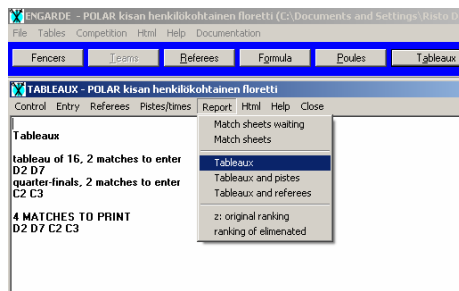 ENGARDE - POLAR kisan henkilökohtainen floretti (C:\Documents and Settings\Risto D
File Tables Competition Html Help Documentation
Fencers Teams Referees Formula Poules Tableaux
TABLEAUX - POLAR kisan henkilökohtainen floretti
Control Entry Referees Pistes/times Report Html Help Close
Match sheets waiting
Match sheets
Tableaux
Tableaux and pistes
Tableaux and referees
z: original ranking
ranking of elimenated
Tableaux
tableau of 16, 2 matches to enter
D2 D7
quarter-finals, 2 matches to enter
C2 C3
4 MATCHES TO PRINT
D2 D7 C2 C3